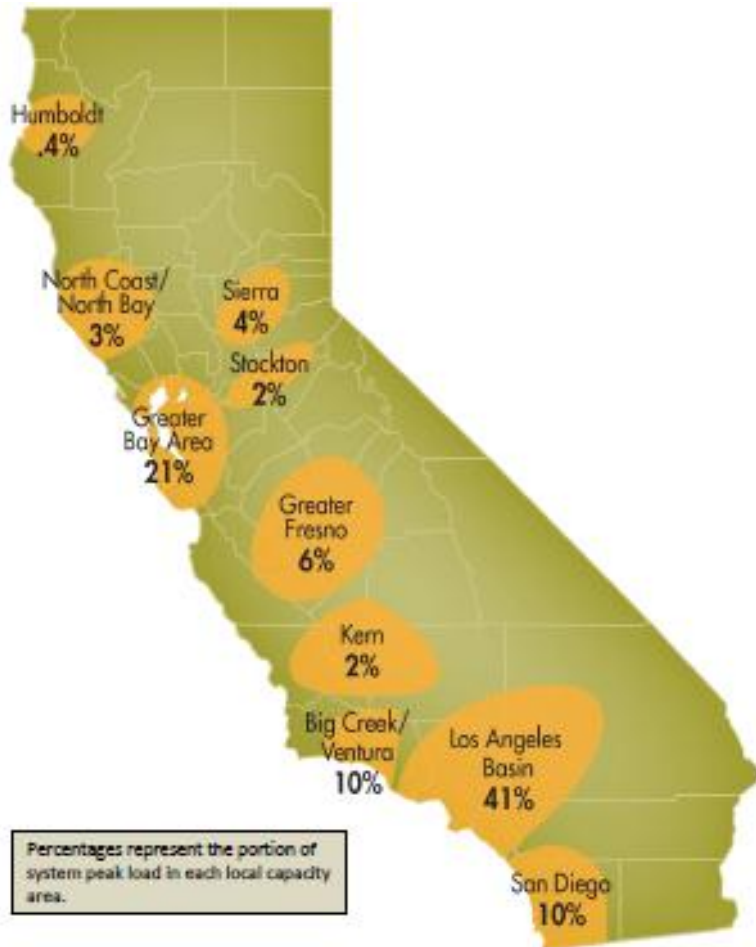 Humboldt
.4%
North Coast/
North Bay
3%
Sierra
4%
Stockton
2%
Greater
Bay Area
21%
Greater
Fresno
6%
Kern
2%
Big Creek/
Ventura
10%
Los Angeles
Basin
41%
San Diego
10%
Percentages represent the portion of
system peak load in each local capacity
area.